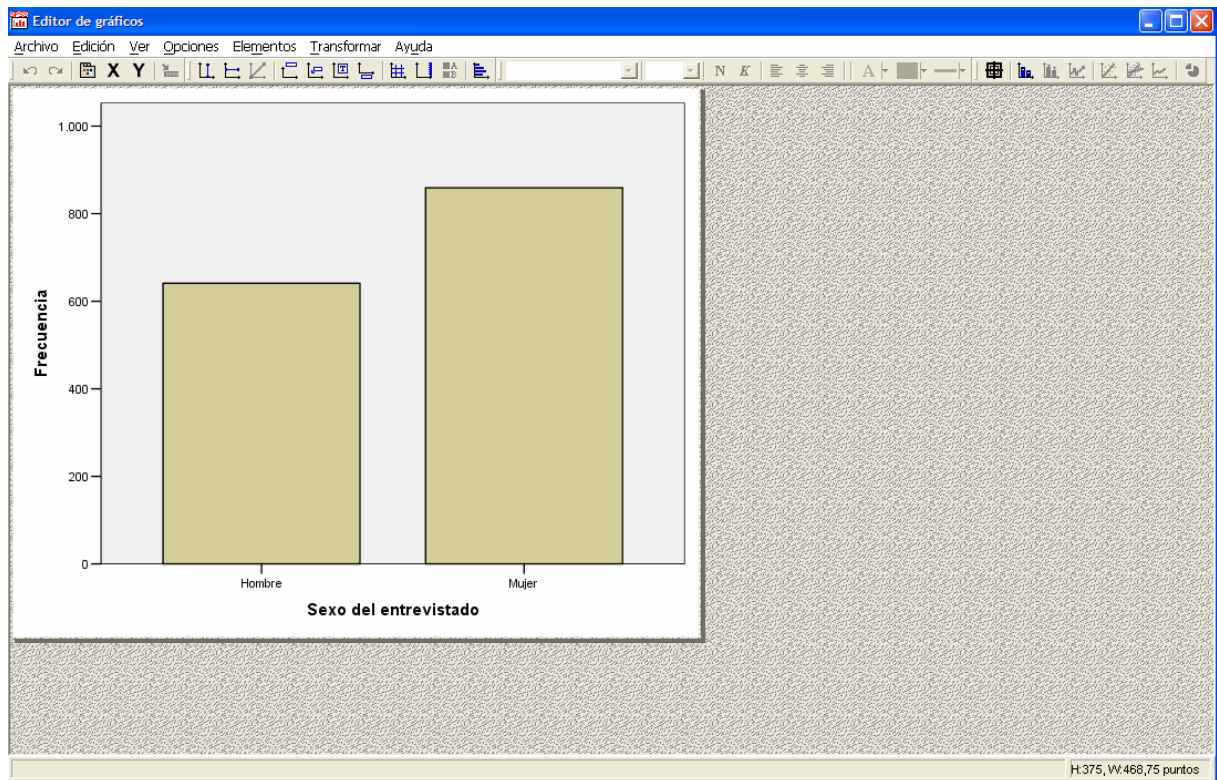 Editor de gráficos
Archivo Edición Ver Opciones Elementos Transformar Ayuda
X Y N K A
1.000
800
600
400
200
0
Frecuencia
Hombre Mujer
Sexo del entrevistado
H:375, W:468,75 puntos